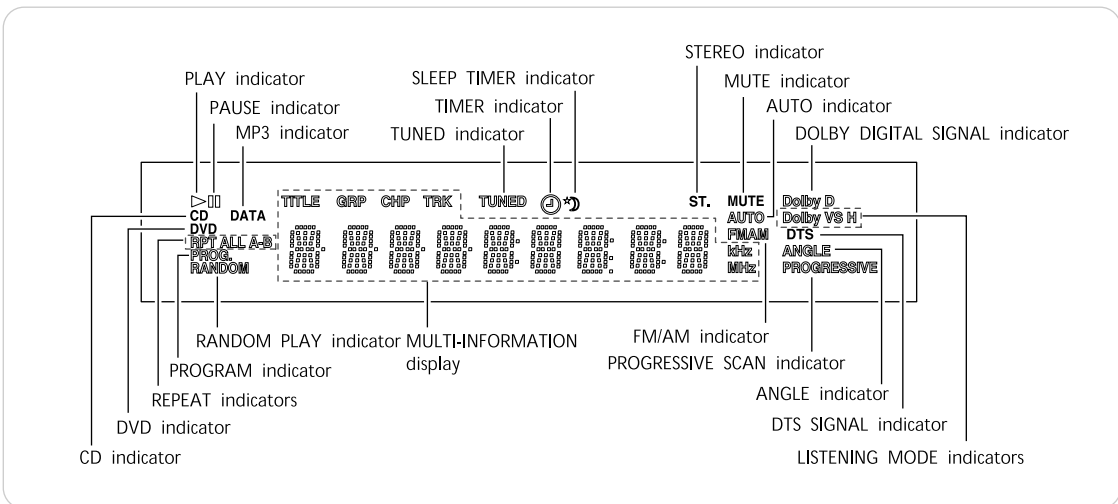 STEREO indicator
PLAY indicator SLEEP TIMER indicator MUTE indicator
PAUSE indicator TIMER indicator AUTO indicator
MP3 indicator TUNED indicator DOLBY DIGITAL SIGNAL indicator
TITLE GRP CHP TRK TUNED ST. MUTE Dolby D
CD DATA AUTO Dolby VS H
DVD FMAM DTS
RPT ALL A-B kHz ANGLE
PROG. MHz PROGRESSIVE
RANDOM
RANDOM PLAY indicator MULTI-INFORMATION display FM/AM indicator
PROGRAM indicator PROGRESSIVE SCAN indicator
REPEAT indicators ANGLE indicator
DVD indicator DTS SIGNAL indicator
CD indicator LISTENING MODE indicators